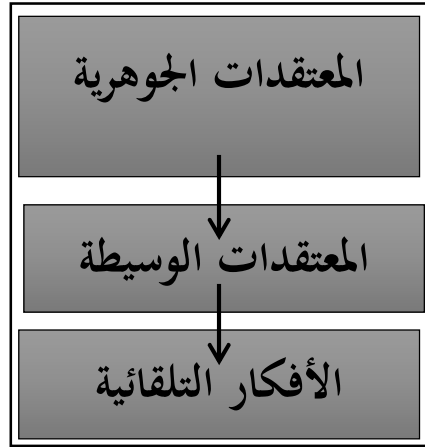 المعتقدات الجوهرية
المعتقدات الوسيطة
الأفكار التلقائية